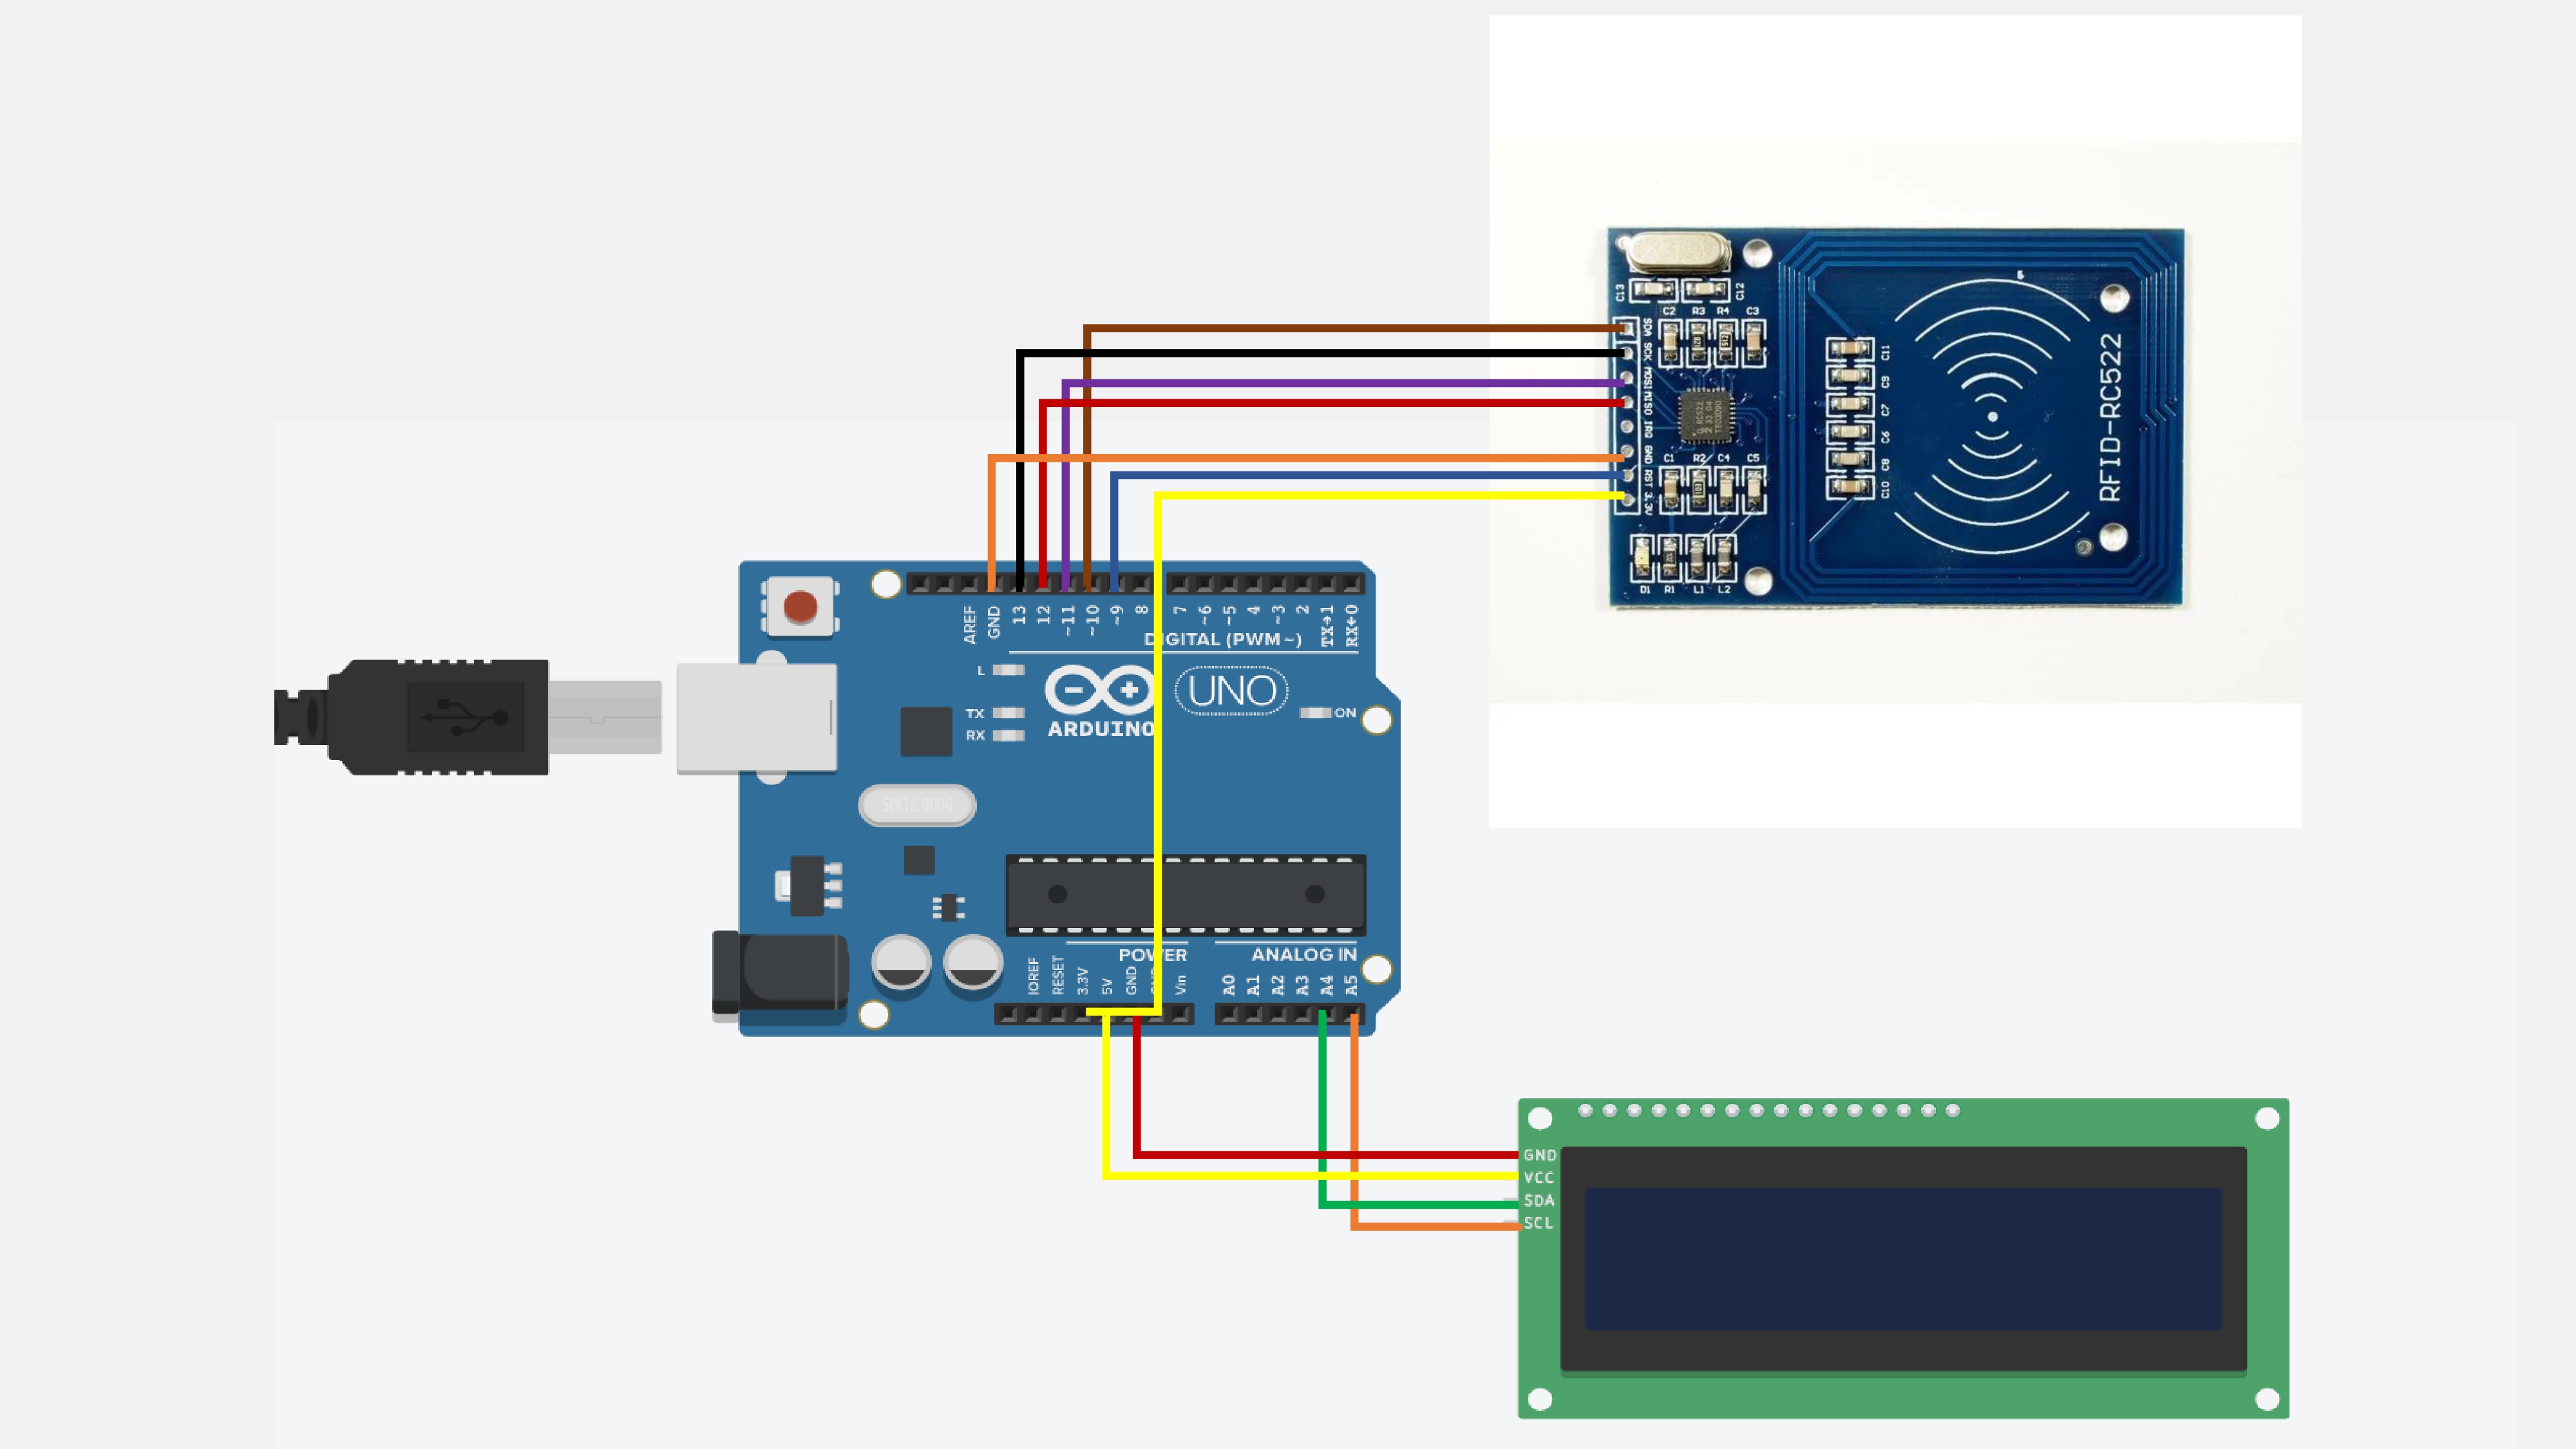 C13
C12
C2 R3 R4 C3
SDA
SCK
MOSI
MISO
IRQ
GND
RST
3.3V
C1 R2 C4 C5
D1 R1 L1 L2
C11
C9
C7
C6
C8
C10
RFID-RC522
AREF
GND
13
12
~11
~10
~9
8
7
~6
~5
4
~3
2
TX→1
RX←0
DIGITAL (PWM~)
L
TX
RX
ARDUINO
UNO
ON
SPK16.000G
POWER
ANALOG IN
IOREF
RESET
3.3V
5V
GND
Vin
A0
A1
A2
A3
A4
A5
GND
VCC
SDA
SCL